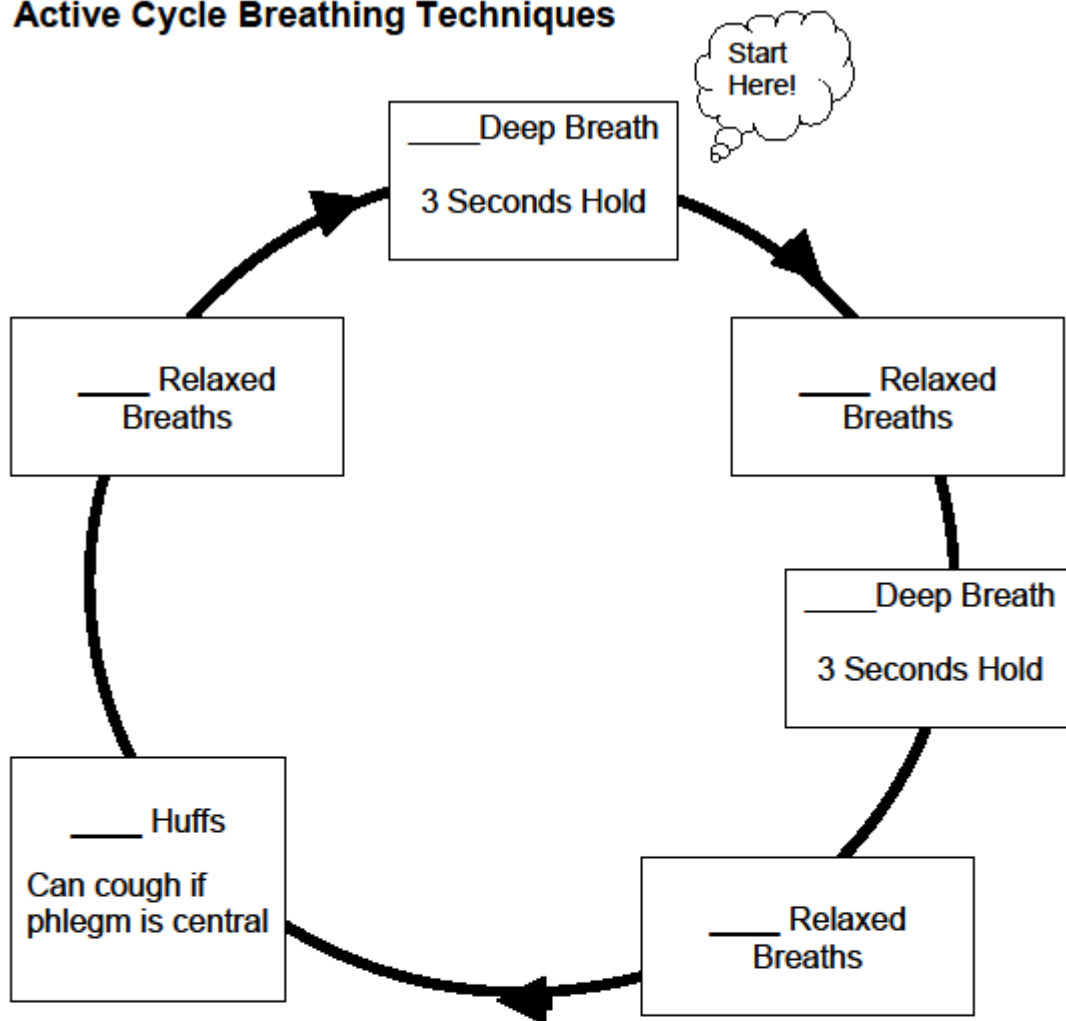 Active Cycle Breathing Techniques
Start
Here!
____Deep Breath
3 Seconds Hold
____ Relaxed
Breaths
____Deep Breath
3 Seconds Hold
____ Relaxed
Breaths
____ Huffs
Can cough if
phlegm is central
____ Relaxed
Breaths